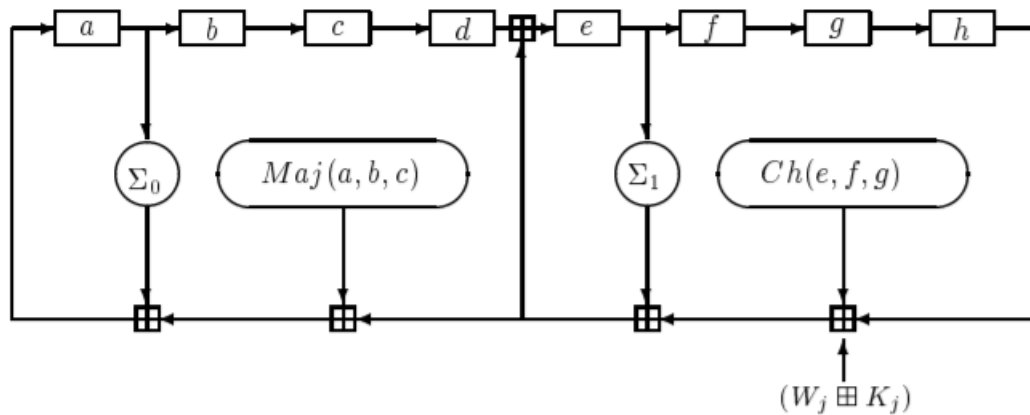 a b c d e f g h
Σ₀ Maj(a, b, c) Σ₁ Ch(e, f, g)
(Wⱼ ⊞ Kⱼ)